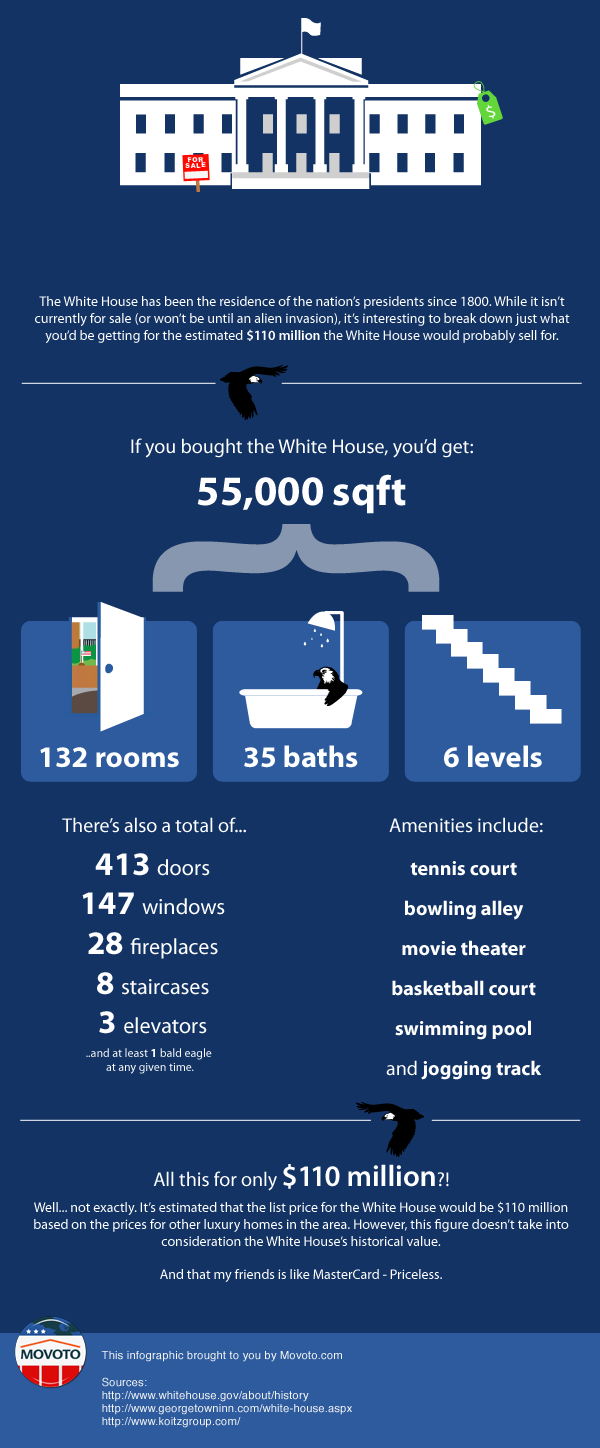 FOR
SALE
$
The White House has been the residence of the nation's presidents since 1800. While it isn't
currently for sale (or won't be until an alien invasion), it's interesting to break down just what
you'd be getting for the estimated $110 million the White House would probably sell for.
If you bought the White House, you'd get:
55,000 sqft
132 rooms
35 baths
6 levels
There's also a total of...
413 doors
147 windows
28 fireplaces
8 staircases
3 elevators
..and at least 1 bald eagle
at any given time.
Amenities include:
tennis court
bowling alley
movie theater
basketball court
swimming pool
and jogging track
All this for only $110 million?!
Well... not exactly. It's estimated that the list price for the White House would be $110 million
based on the prices for other luxury homes in the area. However, this figure doesn't take into
consideration the White House's historical value.
And that my friends is like MasterCard - Priceless.
MOVOTO
This infographic brought to you by Movoto.com
Sources:
http://www.whitehouse.gov/about/history
http://www.georgetowninn.com/white-house.aspx
http://www.koitzgroup.com/